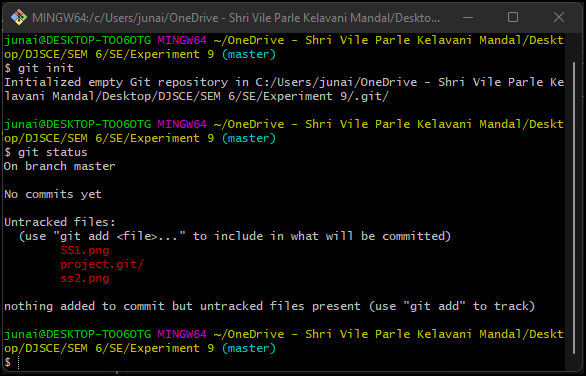 MINGW64:/c/Users/junai/OneDrive - Shri Vile Parle Kelavani Mandal/Deskto...
junai@DESKTOP-TOO6OTG MINGW64 ~/OneDrive - Shri Vile Parle Kelavani Mandal/Deskt
op/DJSCE/SEM 6/SE/Experiment 9 (master)
$ git init
Initialized empty Git repository in C:/Users/junai/OneDrive - Shri Vile Parle Ke
lavani Mandal/Desktop/DJSCE/SEM 6/SE/Experiment 9/.git/
junai@DESKTOP-TOO6OTG MINGW64 ~/OneDrive - Shri Vile Parle Kelavani Mandal/Deskt
op/DJSCE/SEM 6/SE/Experiment 9 (master)
$ git status
On branch master
No commits yet
Untracked files:
(use "git add <file>..." to include in what will be committed)
SS1.png
project.git/
ss2.png
nothing added to commit but untracked files present (use "git add" to track)
junai@DESKTOP-TOO6OTG MINGW64 ~/OneDrive - Shri Vile Parle Kelavani Mandal/Deskt
op/DJSCE/SEM 6/SE/Experiment 9 (master)
$